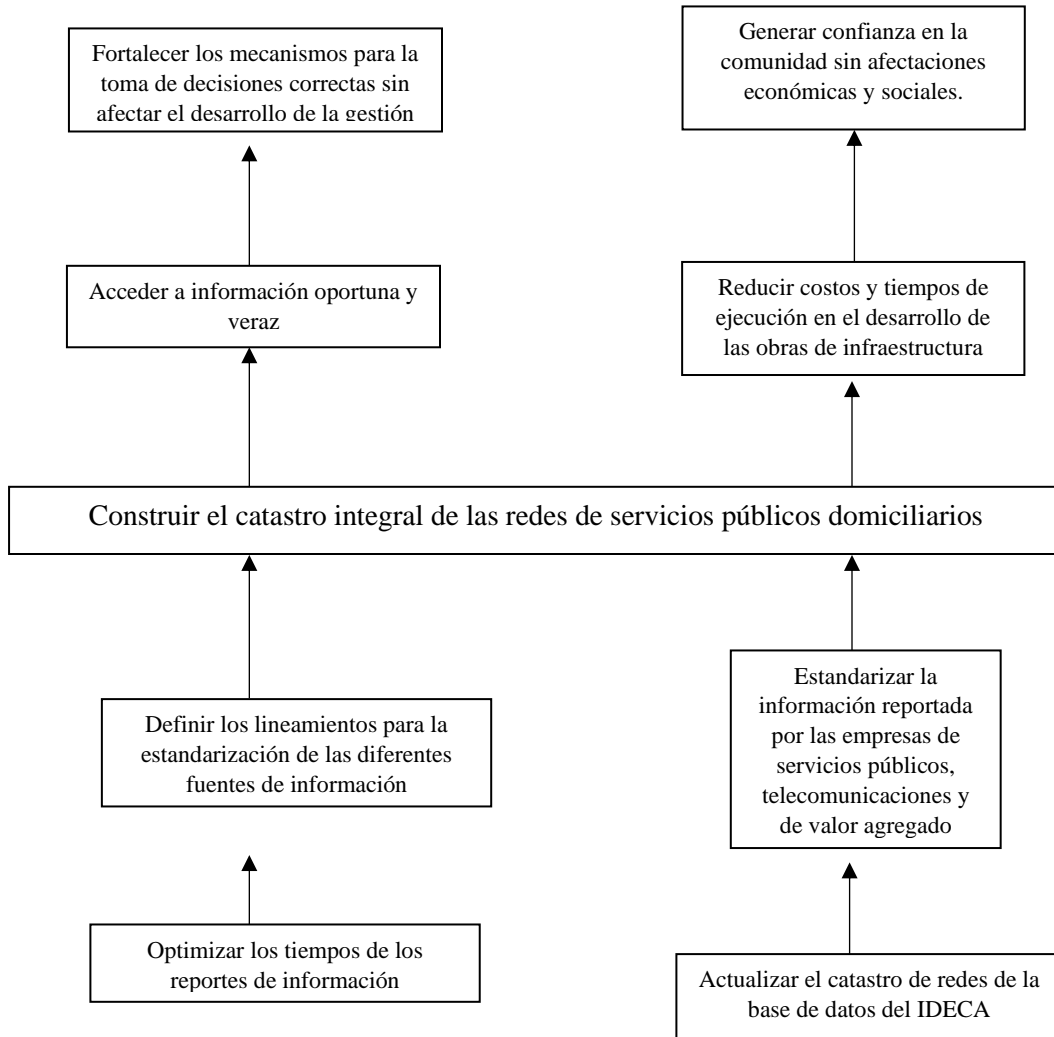 Fortalecer los mecanismos para la
toma de decisiones correctas sin
afectar el desarrollo de la gestión
Generar confianza en la
comunidad sin afectaciones
económicas y sociales.
Acceder a información oportuna y
veraz
Reducir costos y tiempos de
ejecución en el desarrollo de
las obras de infraestructura
Construir el catastro integral de las redes de servicios públicos domiciliarios
Definir los lineamientos para la
estandarización de las diferentes
fuentes de información
Estandarizar la
información reportada
por las empresas de
servicios públicos,
telecomunicaciones y
de valor agregado
Optimizar los tiempos de los
reportes de información
Actualizar el catastro de redes de la
base de datos del IDECA